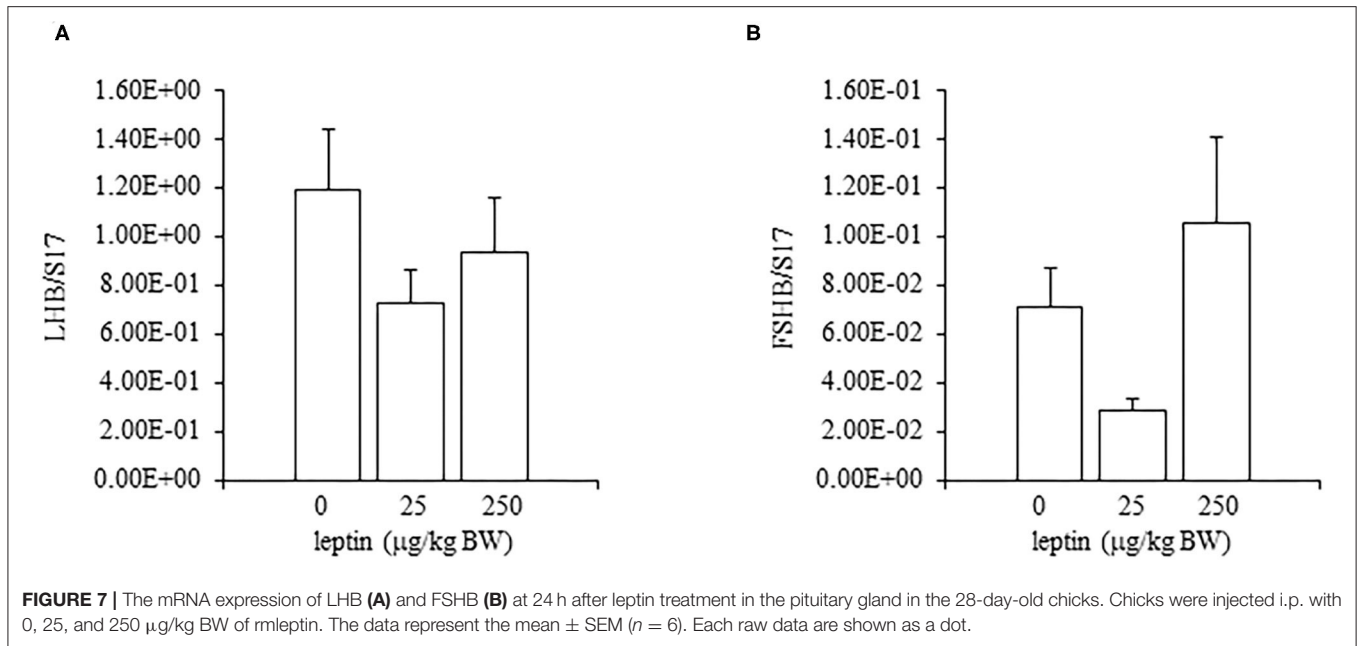 A
1.60E+00
1.40E+00
1.20E+00
1.00E+00
8.00E-01
6.00E-01
4.00E-01
2.00E-01
0.00E+00
LHB/S17
0 25 250
leptin (μg/kg BW)
B
1.60E-01
1.40E-01
1.20E-01
1.00E-01
8.00E-02
6.00E-02
4.00E-02
2.00E-02
0.00E+00
FSHB/S17
0 25 250
leptin (μg/kg BW)
FIGURE 7 | The mRNA expression of LHB (A) and FSHB (B) at 24 h after leptin treatment in the pituitary gland in the 28-day-old chicks. Chicks were injected i.p. with
0, 25, and 250 μg/kg BW of rmleptin. The data represent the mean ± SEM (n = 6). Each raw data are shown as a dot.